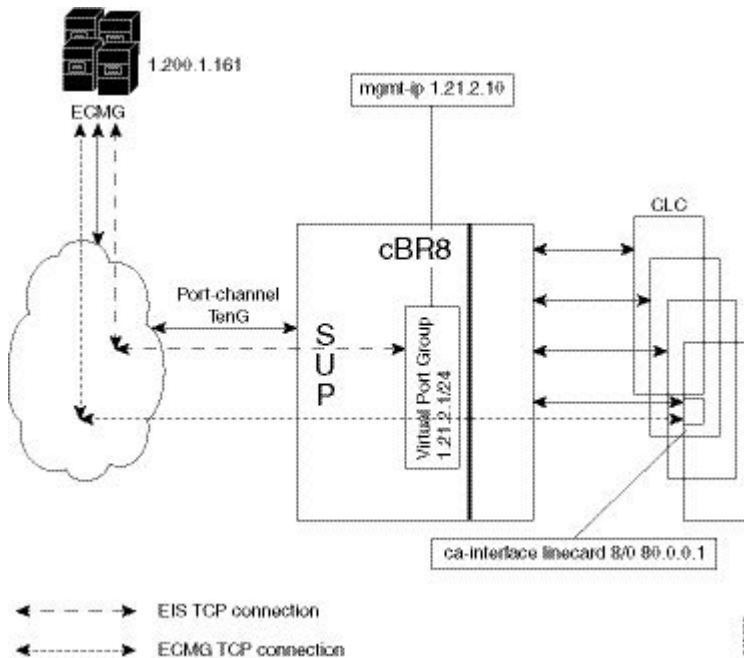 1.200.1.161
ECMG
mgmt-ip 1.21.2.10
CLC
cBR8
Port-channel
TenG
SUP
Virtual Port Group
1.21.2.1/24
ca-interface linecard 8/0 80.0.0.1
EIS TCP connection
ECMG TCP connection